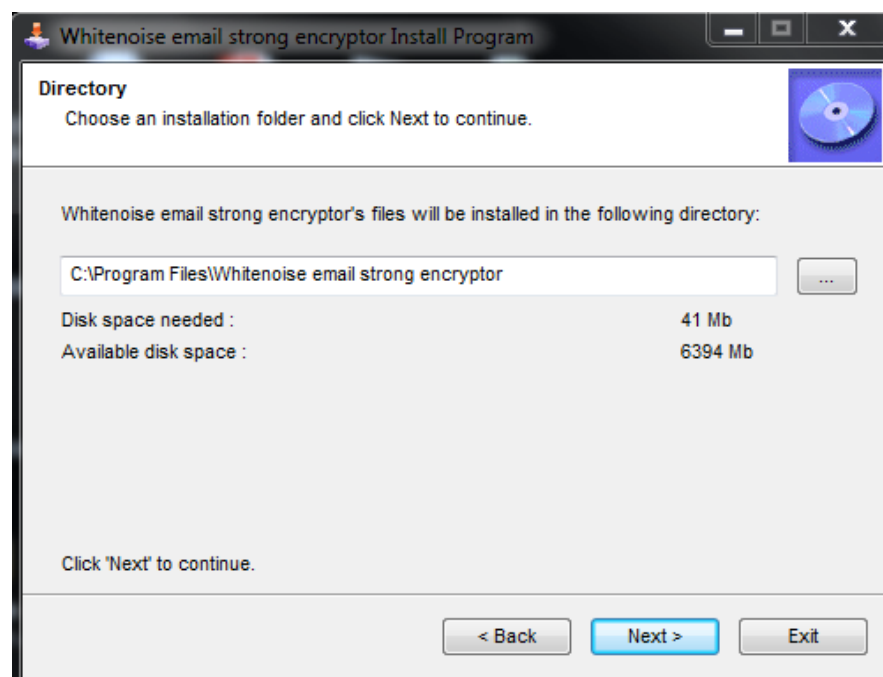 Whitenoise email strong encryptor Install Program
Directory
Choose an installation folder and click Next to continue.
Whitenoise email strong encryptor's files will be installed in the following directory:
C:\Program Files\Whitenoise email strong encryptor
...
Disk space needed : 41 Mb
Available disk space : 6394 Mb
Click 'Next' to continue.
< Back Next > Exit